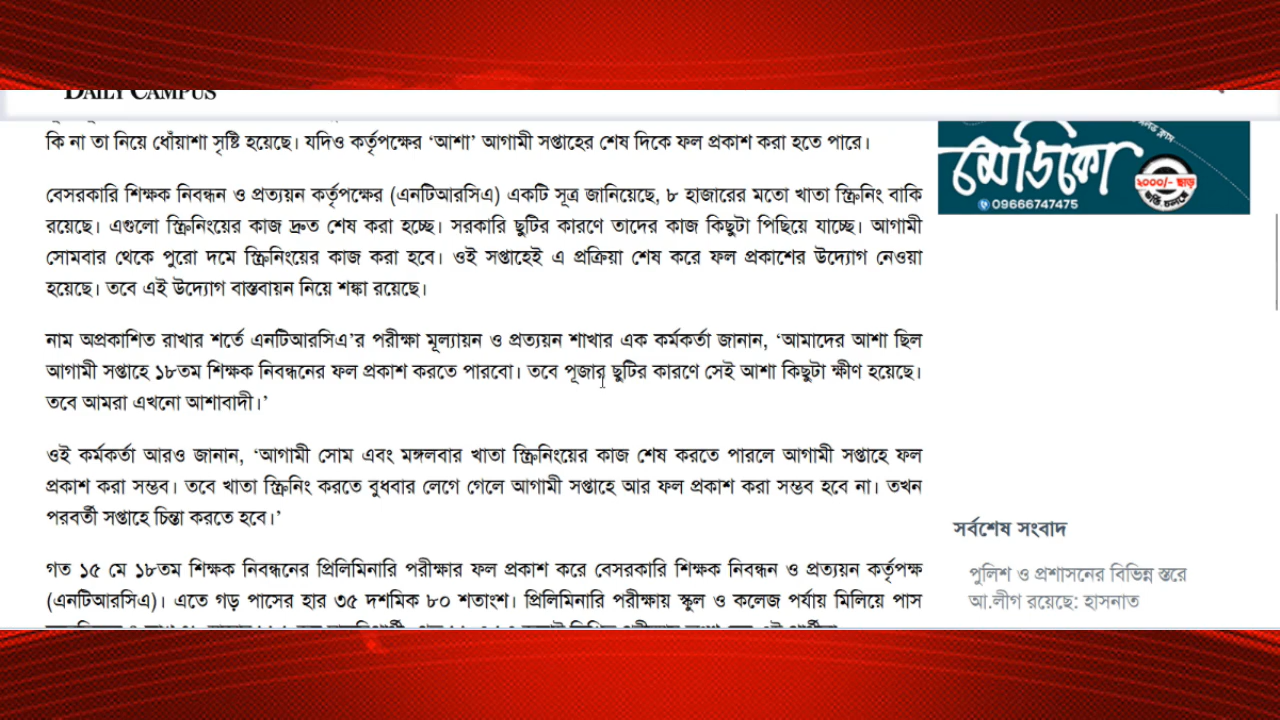 DAILY CAMPUS
কি না তা নিয়ে ধোঁয়াশা সৃষ্টি হয়েছে। যদিও কর্তৃপক্ষের ‘আশা’ আগামী সপ্তাহের শেষ দিকে ফল প্রকাশ করা হতে পারে।
বেসরকারি শিক্ষক নিবন্ধন ও প্রত্যয়ন কর্তৃপক্ষের (এনটিআরসিএ) একটি সূত্র জানিয়েছে, ৮ হাজারের মতো খাতা স্ক্রিনিং বাকি
রয়েছে। এগুলো স্ক্রিনিংয়ের কাজ দ্রুত শেষ করা হচ্ছে। সরকারি ছুটির কারণে তাদের কাজ কিছুটা পিছিয়ে যাচ্ছে। আগামী
সোমবার থেকে পুরো দমে স্ক্রিনিংয়ের কাজ করা হবে। ওই সপ্তাহেই এ প্রক্রিয়া শেষ করে ফল প্রকাশের উদ্যোগ নেওয়া
হয়েছে। তবে এই উদ্যোগ বাস্তবায়ন নিয়ে শঙ্কা রয়েছে।
নাম অপ্রকাশিত রাখার শর্তে এনটিআরসিএ’র পরীক্ষা মূল্যায়ন ও প্রত্যয়ন শাখার এক কর্মকর্তা জানান, ‘আমাদের আশা ছিল
আগামী সপ্তাহে ১৮তম শিক্ষক নিবন্ধনের ফল প্রকাশ করতে পারবো। তবে পূজার ছুটির কারণে সেই আশা কিছুটা ক্ষীণ হয়েছে।
তবে আমরা এখনো আশাবাদী।’
ওই কর্মকর্তা আরও জানান, ‘আগামী সোম এবং মঙ্গলবার খাতা স্ক্রিনিংয়ের কাজ শেষ করতে পারলে আগামী সপ্তাহে ফল
প্রকাশ করা সম্ভব। তবে খাতা স্ক্রিনিং করতে বুধবার লেগে গেলে আগামী সপ্তাহে আর ফল প্রকাশ করা সম্ভব হবে না। তখন
পরবর্তী সপ্তাহে চিন্তা করতে হবে।’
গত ১৫ মে ১৮তম শিক্ষক নিবন্ধনের প্রিলিমিনারি পরীক্ষার ফল প্রকাশ করে বেসরকারি শিক্ষক নিবন্ধন ও প্রত্যয়ন কর্তৃপক্ষ
(এনটিআরসিএ)। এতে গড় পাসের হার ৩৫ দশমিক ৮০ শতাংশ। প্রিলিমিনারি পরীক্ষায় স্কুল ও কলেজ পর্যায় মিলিয়ে পাস
মেডিকো
২০০০/- ছাড়
ভর্তি চলছে
09666747475
সর্বশেষ সংবাদ
পুলিশ ও প্রশাসনের বিভিন্ন স্তরে
আ.লীগ রয়েছে: হাসনাত